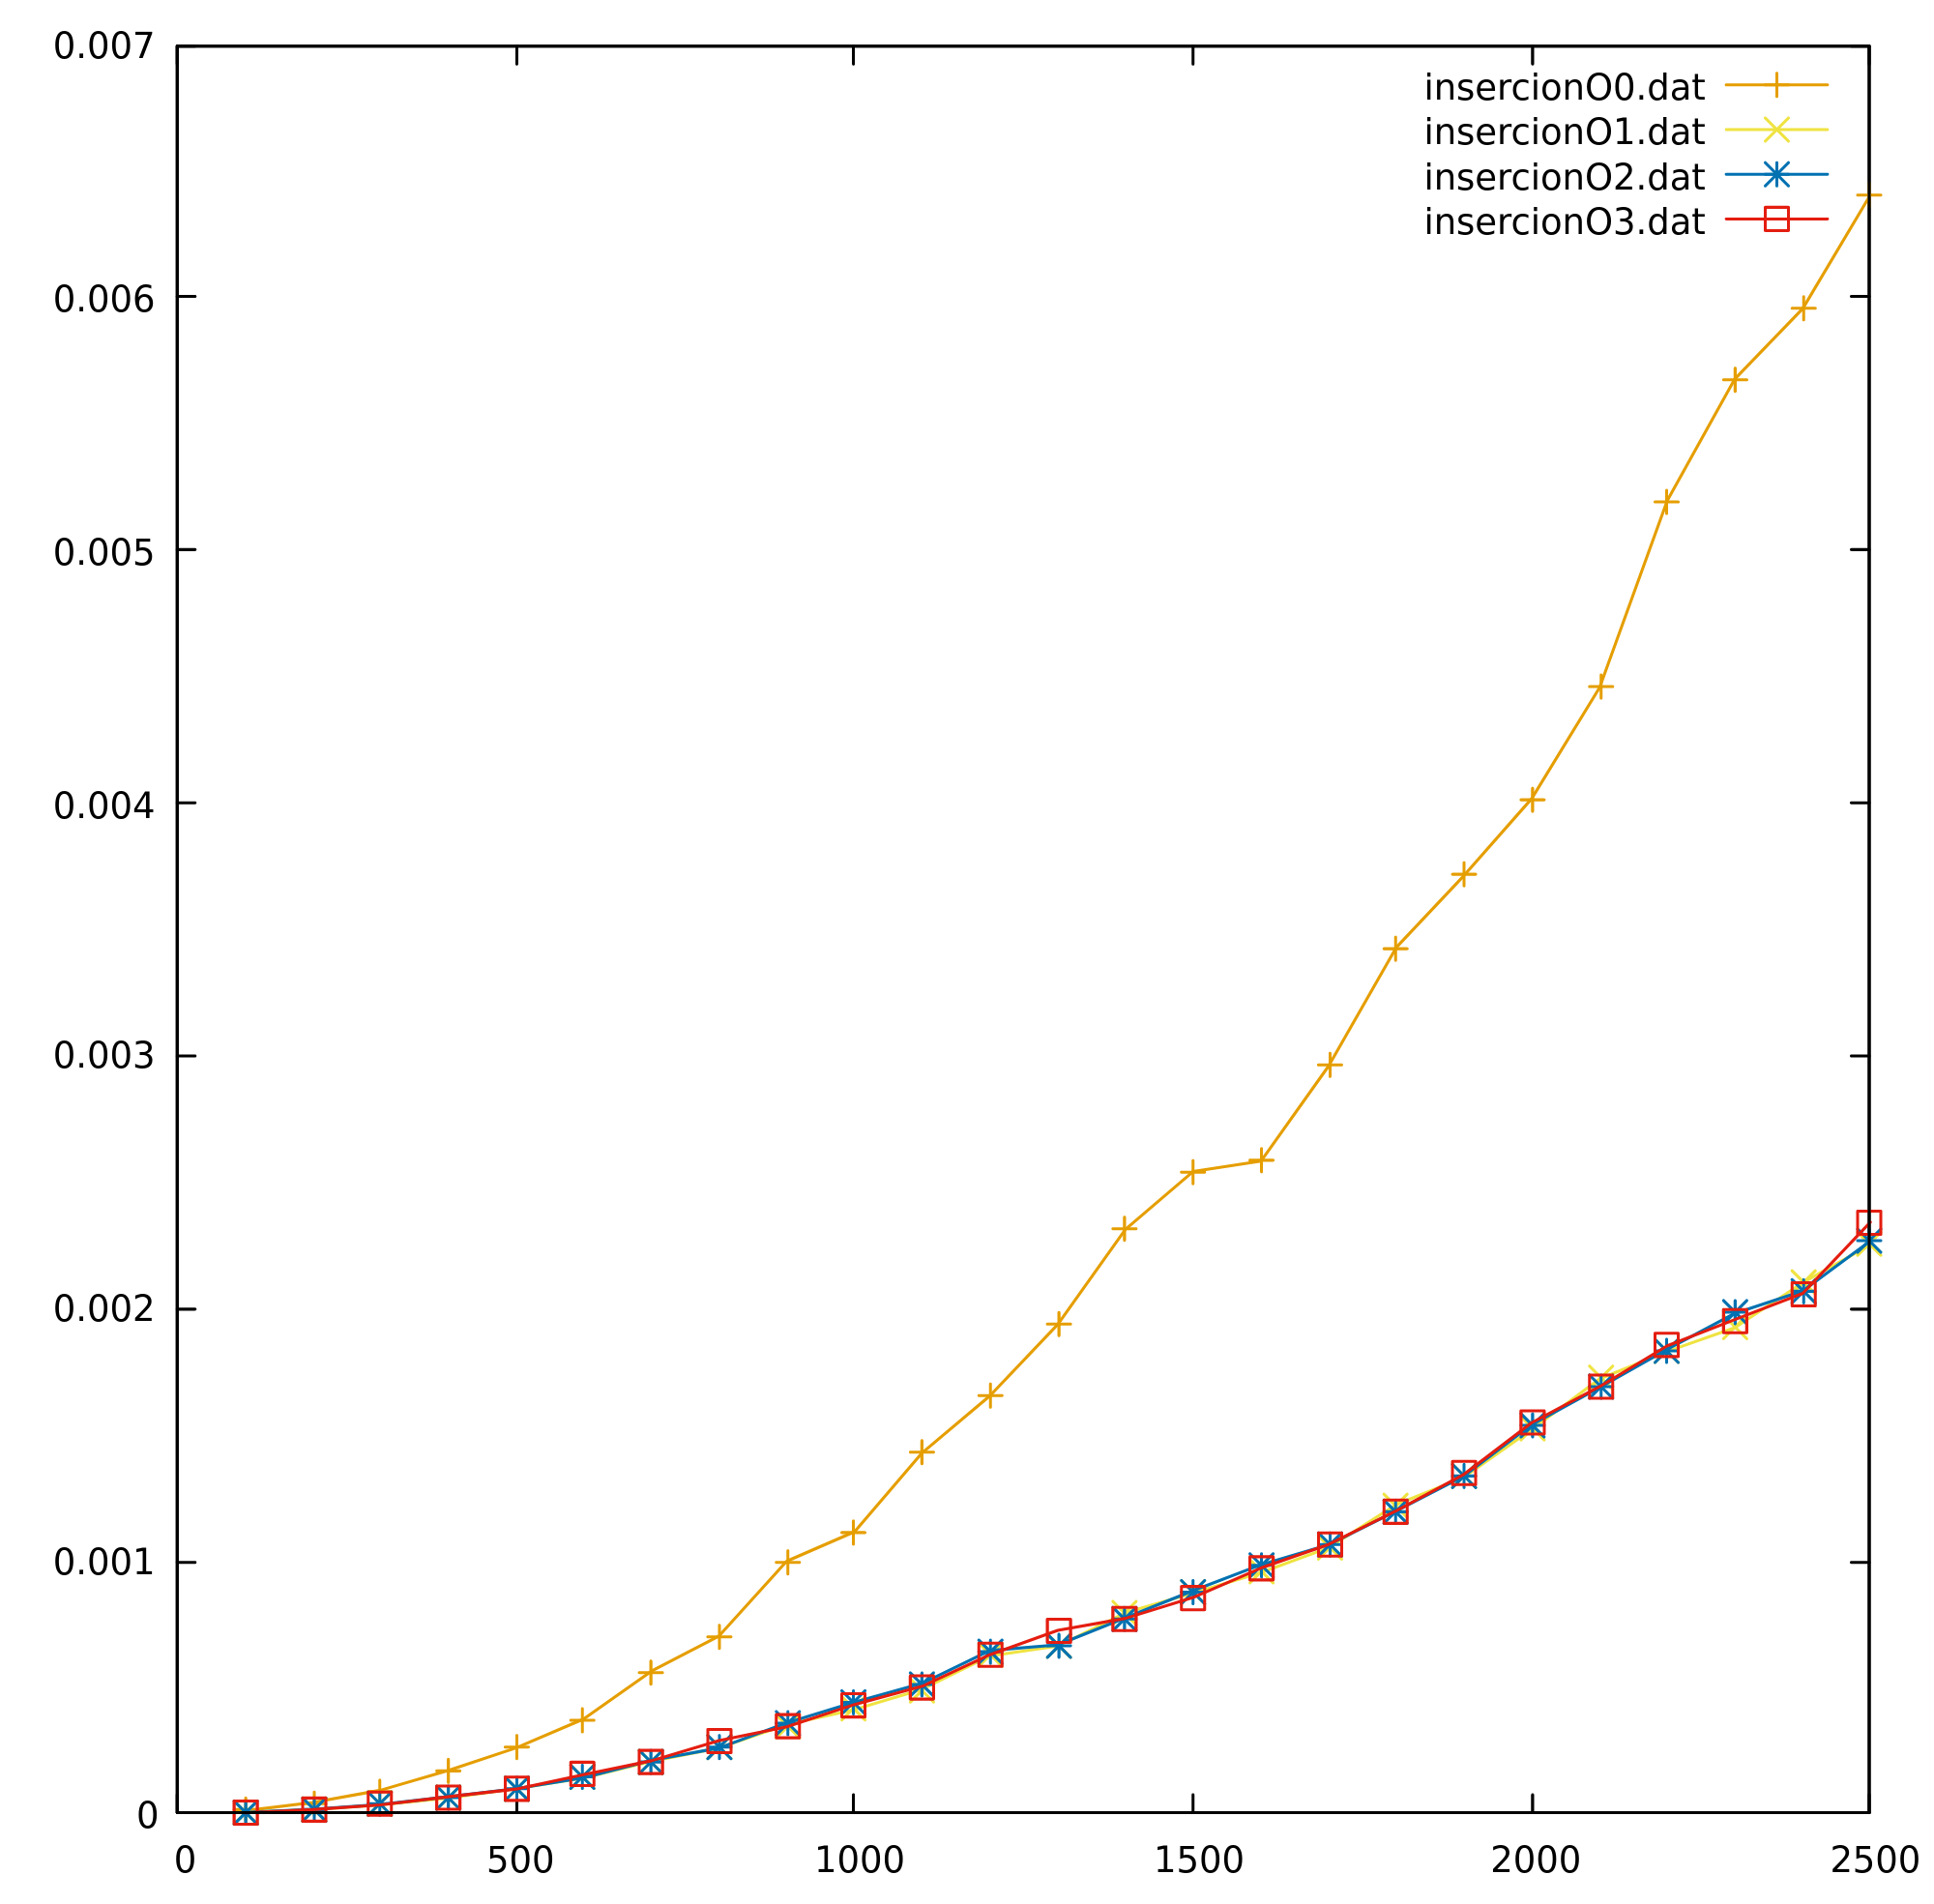 0.007
0.006
0.005
0.004
0.003
0.002
0.001
0
0 500 1000 1500 2000 2500
insercionO0.dat
insercionO1.dat
insercionO2.dat
insercionO3.dat